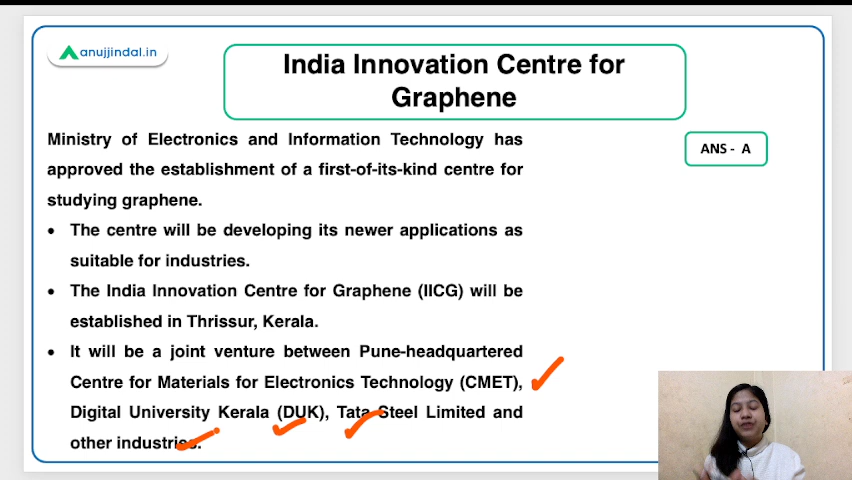 anujjindal.in
India Innovation Centre for
Graphene
Ministry of Electronics and Information Technology has
approved the establishment of a first-of-its-kind centre for
studying graphene.
ANS - A
• The centre will be developing its newer applications as
suitable for industries.
• The India Innovation Centre for Graphene (IICG) will be
established in Thrissur, Kerala.
• It will be a joint venture between Pune-headquartered
Centre for Materials for Electronics Technology (CMET),
Digital University Kerala (DUK), Tata Steel Limited and
other industries.